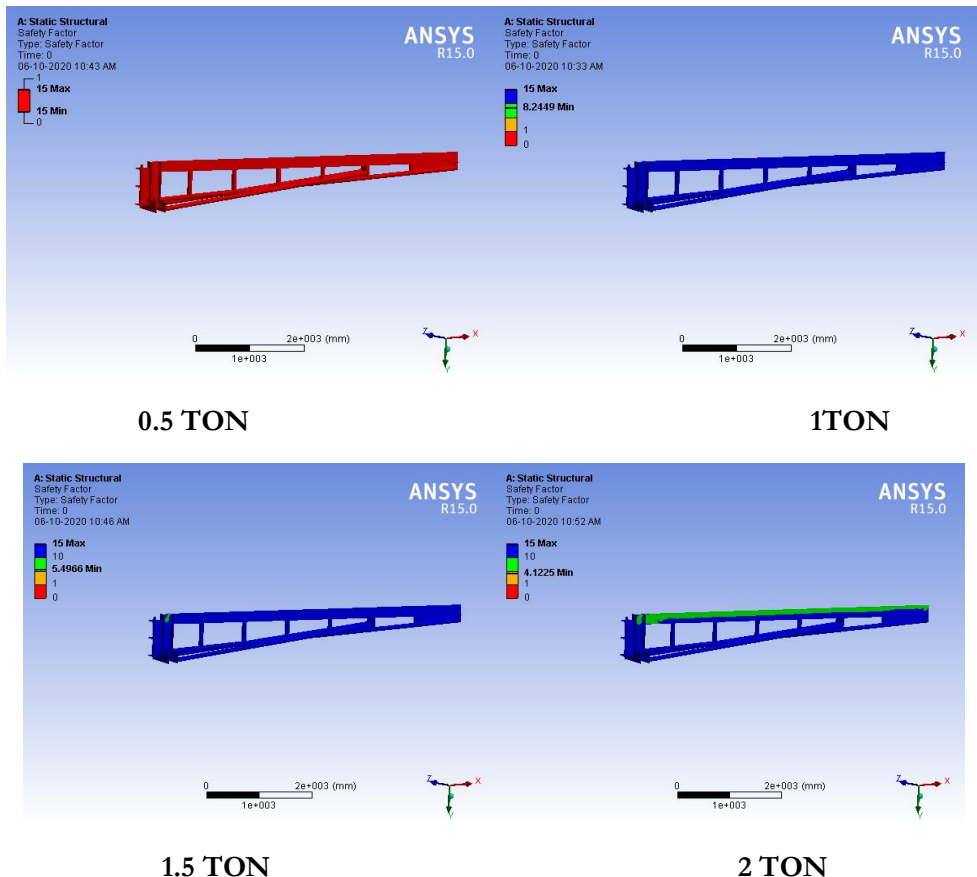 A: Static Structural
Safety Factor
Type: Safety Factor
Time: 0
06-10-2020 10:43 AM
1
15 Max
15 Min
0
ANSYS
R15.0
0
2e+003 (mm)
1e+003
Z
X
Y
0.5 TON
A: Static Structural
Safety Factor
Type: Safety Factor
Time: 0
06-10-2020 10:33 AM
15 Max
8.2449 Min
1
0
ANSYS
R15.0
0
2e+003 (mm)
1e+003
Z
X
Y
1TON
A: Static Structural
Safety Factor
Type: Safety Factor
Time: 0
06-10-2020 10:46 AM
15 Max
10
5.4966 Min
1
0
ANSYS
R15.0
0
2e+003 (mm)
1e+003
Z
X
Y
1.5 TON
A: Static Structural
Safety Factor
Type: Safety Factor
Time: 0
06-10-2020 10:52 AM
15 Max
10
4.1225 Min
1
0
ANSYS
R15.0
0
2e+003 (mm)
1e+003
Z
X
Y
2 TON